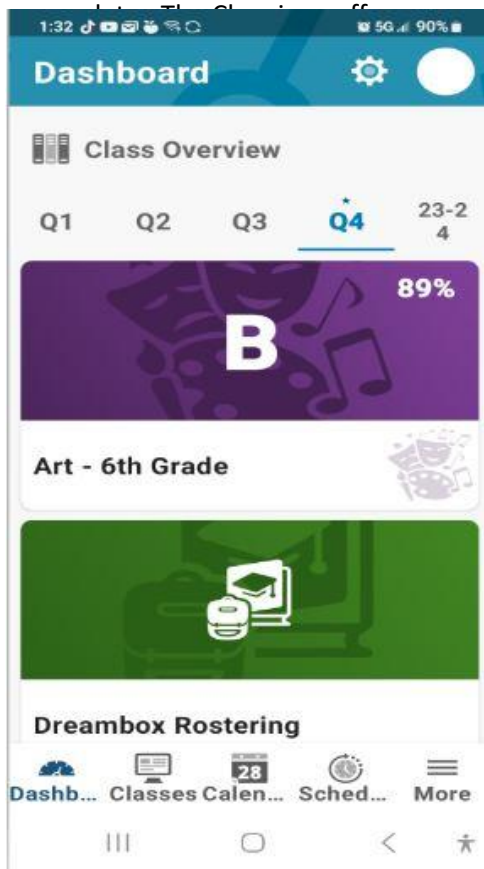 1:32 5G 90%
Dashboard
Class Overview
Q1 Q2 Q3 Q4 23-2
4
89%
B
Art - 6th Grade
Dreambox Rostering
28
Dashb... Classes Calen... Sched... More